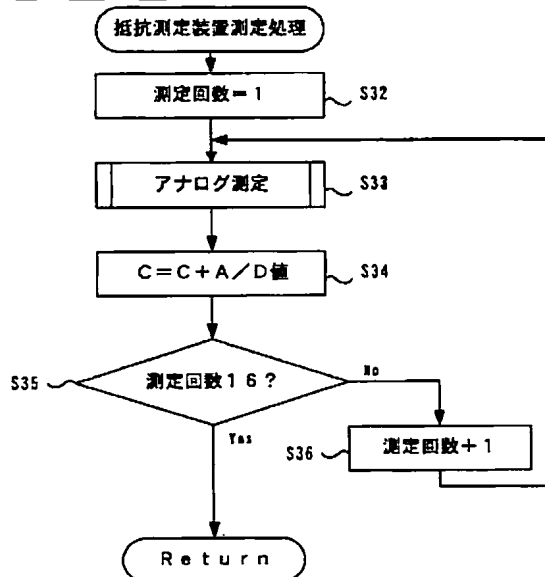 抵抗測定装置測定処理
測定回数=1
S32
アナログ測定
S33
C=C+A/D値
S34
S35
測定回数16?
No
Yes
S36
測定回数+1
Return